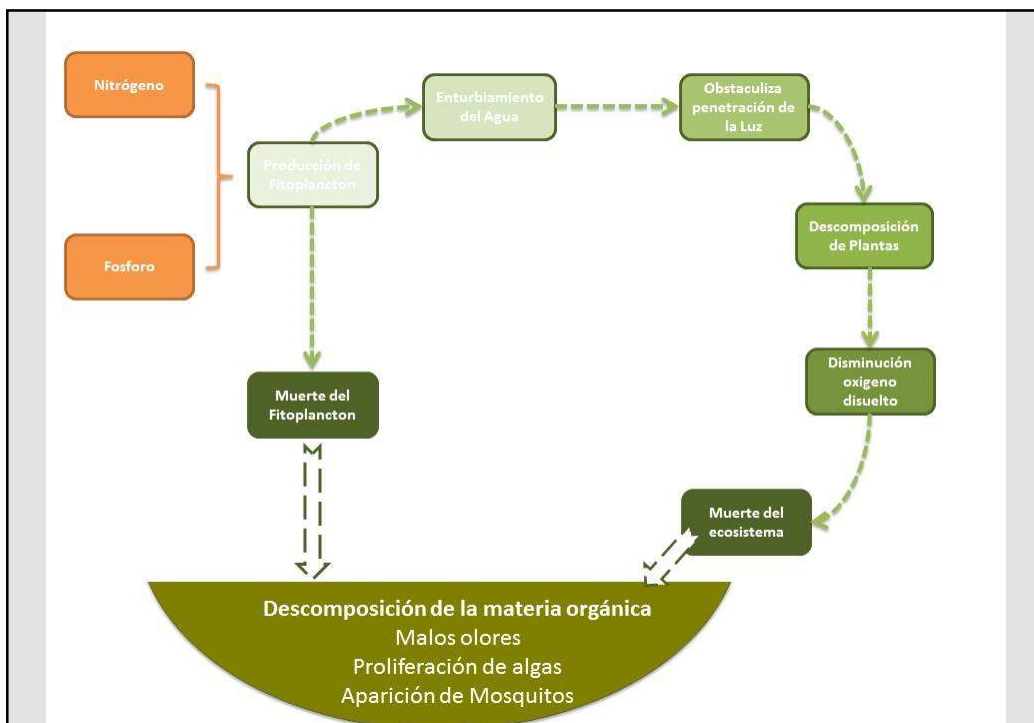 Nitrógeno
Fosforo
Producción de
Fitoplancton
Enturbiamiento
del Agua
Obstaculiza
penetración de
la Luz
Descomposición
de Plantas
Disminución
oxigeno
disuelto
Muerte del
ecosistema
Muerte del
Fitoplancton
Descomposición de la materia orgánica
Malos olores
Proliferación de algas
Aparición de Mosquitos